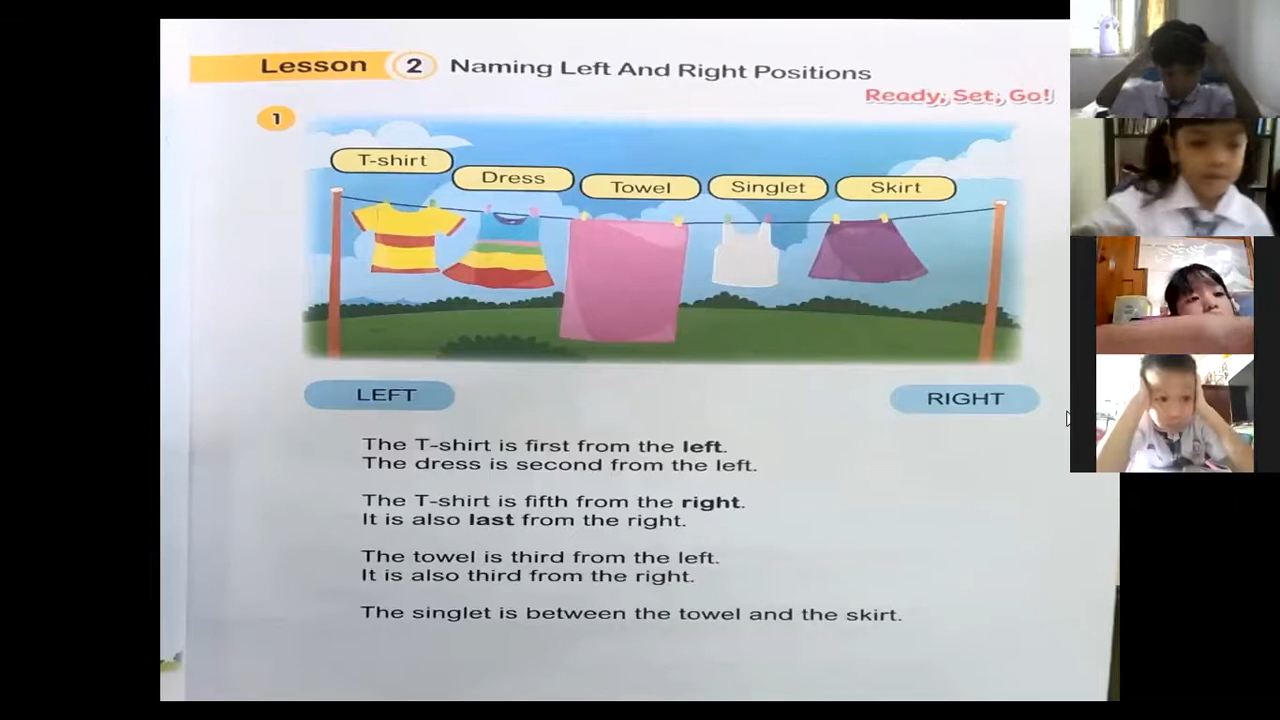 Lesson 2 Naming Left And Right Positions
Ready, Set, Go!
1
T-shirt
Dress
Towel
Singlet
Skirt
LEFT
RIGHT
The T-shirt is first from the left.
The dress is second from the left.
The T-shirt is fifth from the right.
It is also last from the right.
The towel is third from the left.
It is also third from the right.
The singlet is between the towel and the skirt.